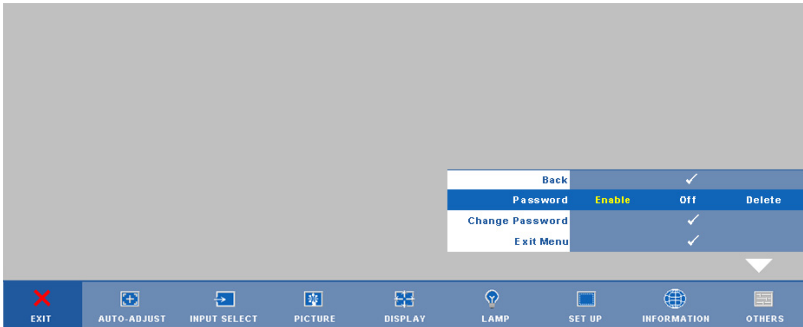 Back
Password Enable Off Delete
Change Password
Exit Menu
EXIT AUTO-ADJUST INPUT SELECT PICTURE DISPLAY LAMP SET UP INFORMATION OTHERS